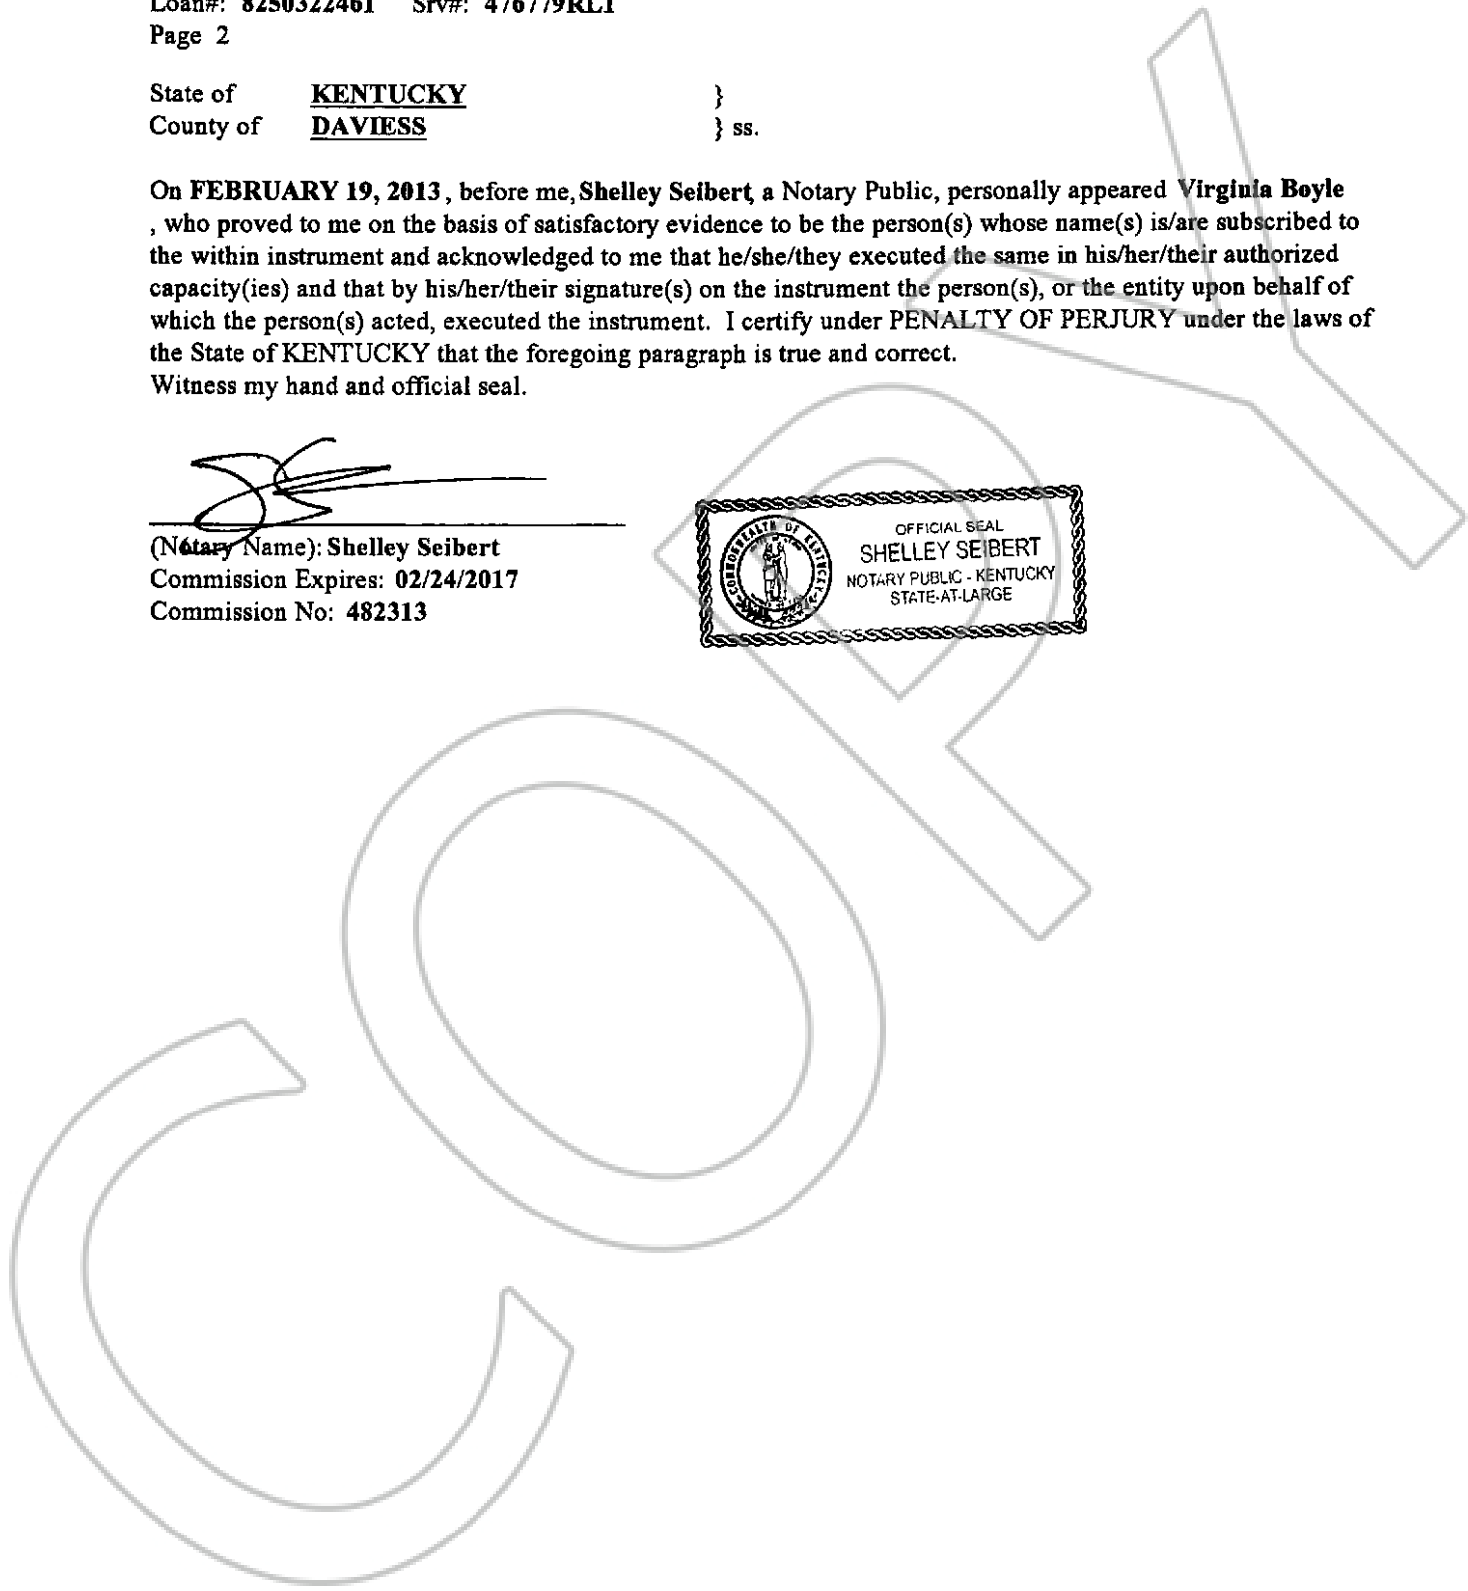 Loan#: 8250322461 Srv#: 476779RL1
Page 2
State of KENTUCKY }
County of DAVIESS } ss.
On FEBRUARY 19, 2013 , before me, Shelley Seibert, a Notary Public, personally appeared Virginia Boyle
, who proved to me on the basis of satisfactory evidence to be the person(s) whose name(s) is/are subscribed to
the within instrument and acknowledged to me that he/she/they executed the same in his/her/their authorized
capacity(ies) and that by his/her/their signature(s) on the instrument the person(s), or the entity upon behalf of
which the person(s) acted, executed the instrument. I certify under PENALTY OF PERJURY under the laws of
the State of KENTUCKY that the foregoing paragraph is true and correct.
Witness my hand and official seal.
(Notary Name): Shelley Seibert
Commission Expires: 02/24/2017
Commission No: 482313
COMMONWEALTH OF KENTUCKY
OFFICIAL SEAL
SHELLEY SEIBERT
NOTARY PUBLIC - KENTUCKY
STATE-AT-LARGE
COPY